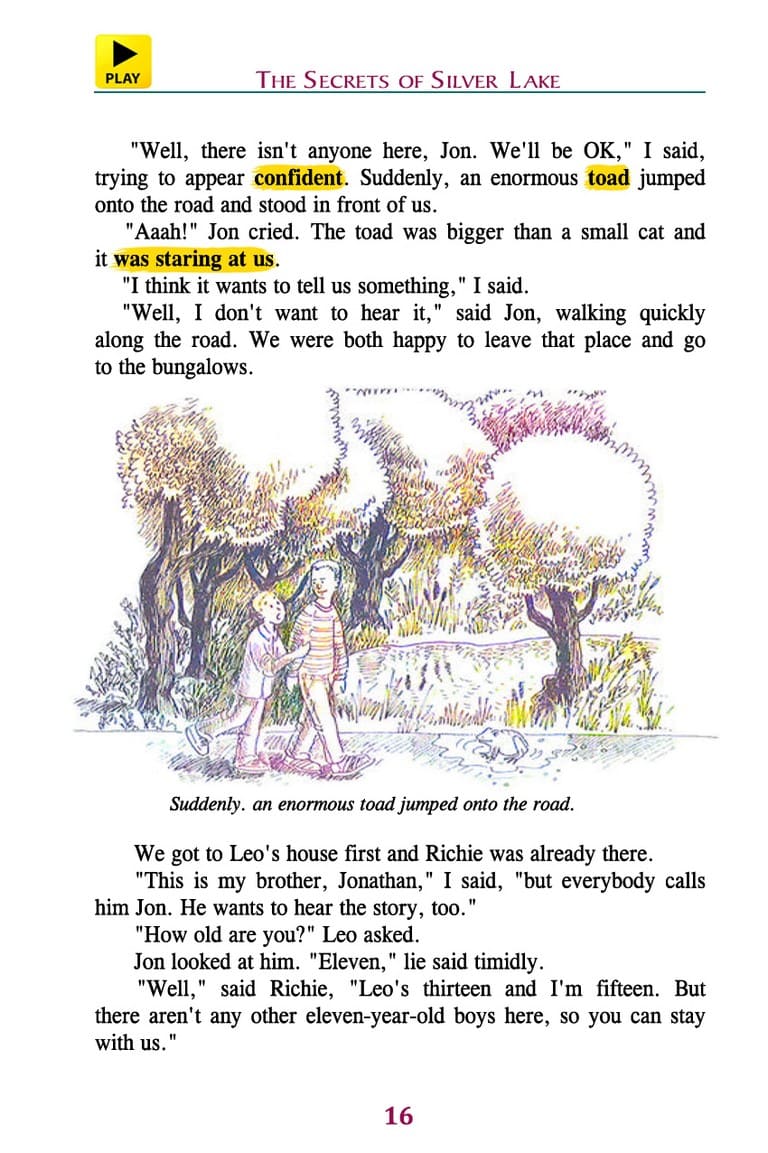 PLAY
THE SECRETS OF SILVER LAKE
"Well, there isn't anyone here, Jon. We'll be OK," I said,
trying to appear confident. Suddenly, an enormous toad jumped
onto the road and stood in front of us.
"Aaah!" Jon cried. The toad was bigger than a small cat and
it was staring at us.
"I think it wants to tell us something," I said.
"Well, I don't want to hear it," said Jon, walking quickly
along the road. We were both happy to leave that place and go
to the bungalows.
Suddenly. an enormous toad jumped onto the road.
We got to Leo's house first and Richie was already there.
"This is my brother, Jonathan," I said, "but everybody calls
him Jon. He wants to hear the story, too."
"How old are you?" Leo asked.
Jon looked at him. "Eleven," lie said timidly.
"Well," said Richie, "Leo's thirteen and I'm fifteen. But
there aren't any other eleven-year-old boys here, so you can stay
with us."
16